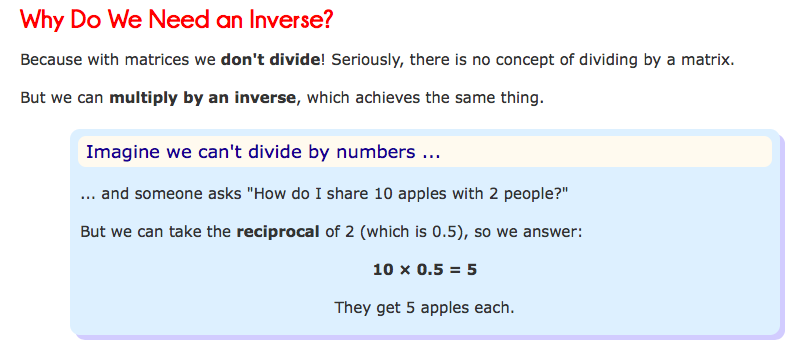 Why Do We Need an Inverse?
Because with matrices we don't divide! Seriously, there is no concept of dividing by a matrix.
But we can multiply by an inverse, which achieves the same thing.
Imagine we can't divide by numbers ...
... and someone asks "How do I share 10 apples with 2 people?"
But we can take the reciprocal of 2 (which is 0.5), so we answer:
10 × 0.5 = 5
They get 5 apples each.